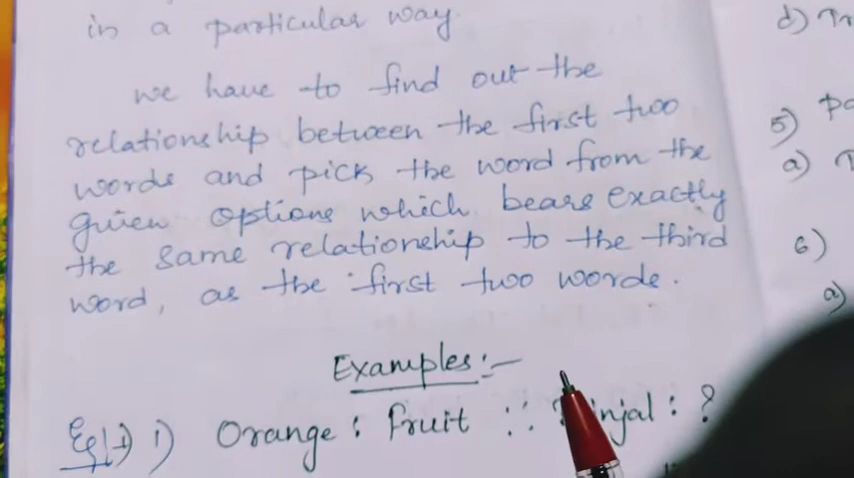 in a particular way
we have to find out the
relationship between the first two
words and pick the word from the
given options which bears exactly
the same relationship to the third
word, as the first two words.
Examples:-
Eg(1) 1) Orange : fruit :: : ?
d)
5)
a)
6)
a)